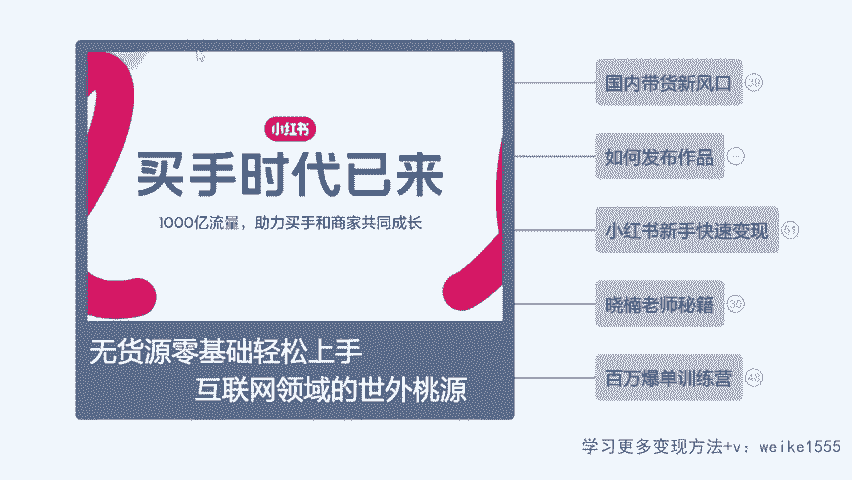 小红书
买手时代已来
1000亿流量，助力买手和商家共同成长
无货源零基础轻松上手
互联网领域的世外桃源
国内带货新风口
如何发布作品
小红书新手快速变现
晓楠老师秘籍
百万爆单训练营
学习更多变现方法+v：weike1555